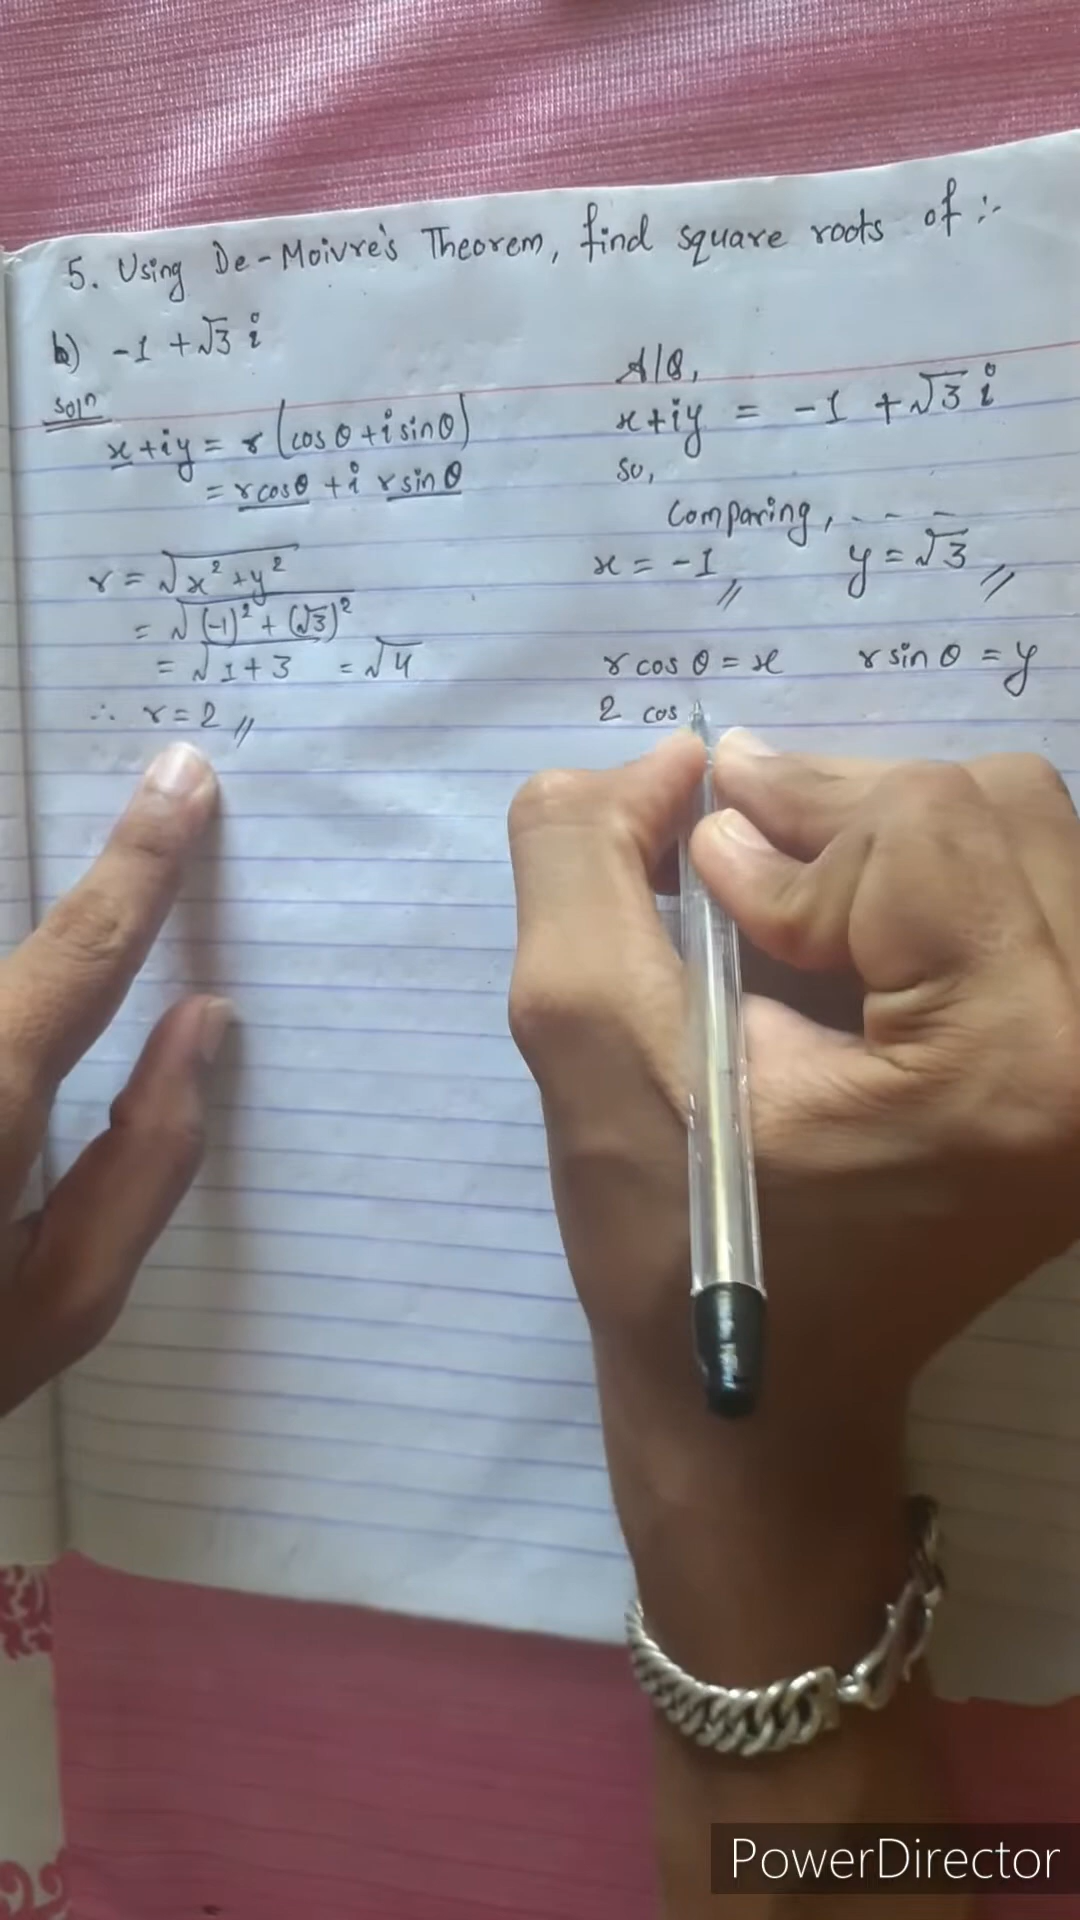 5. Using De-Moivre's Theorem, find square roots of :-
b) -1 + √3 i
Soln
x+iy = r (cos θ + i sin θ)
= r cos θ + i r sin θ
r = √x² + y²
= √(-1)² + (√3)²
= √1+3 = √4
∴ r = 2 //
A/Q,
x+iy = -1 + √3 i
So,
Comparing, - - -
x = -1 // y = √3 //
r cos θ = x r sin θ = y
2 cos
PowerDirector